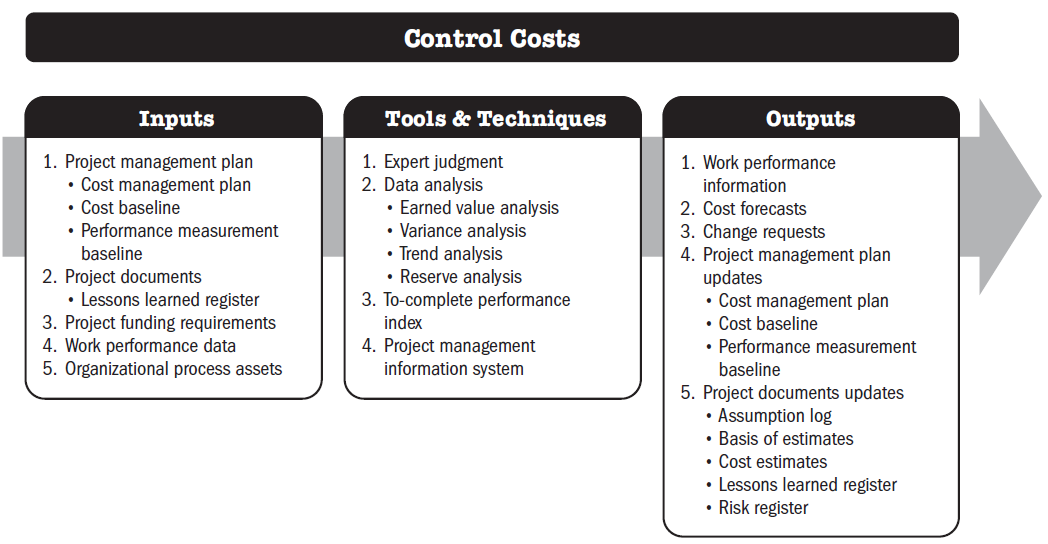 Control Costs
Inputs
1. Project management plan
• Cost management plan
• Cost baseline
• Performance measurement
baseline
2. Project documents
• Lessons learned register
3. Project funding requirements
4. Work performance data
5. Organizational process assets
Tools & Techniques
1. Expert judgment
2. Data analysis
• Earned value analysis
• Variance analysis
• Trend analysis
• Reserve analysis
3. To-complete performance
index
4. Project management
information system
Outputs
1. Work performance
information
2. Cost forecasts
3. Change requests
4. Project management plan
updates
• Cost management plan
• Cost baseline
• Performance measurement
baseline
5. Project documents updates
• Assumption log
• Basis of estimates
• Cost estimates
• Lessons learned register
• Risk register